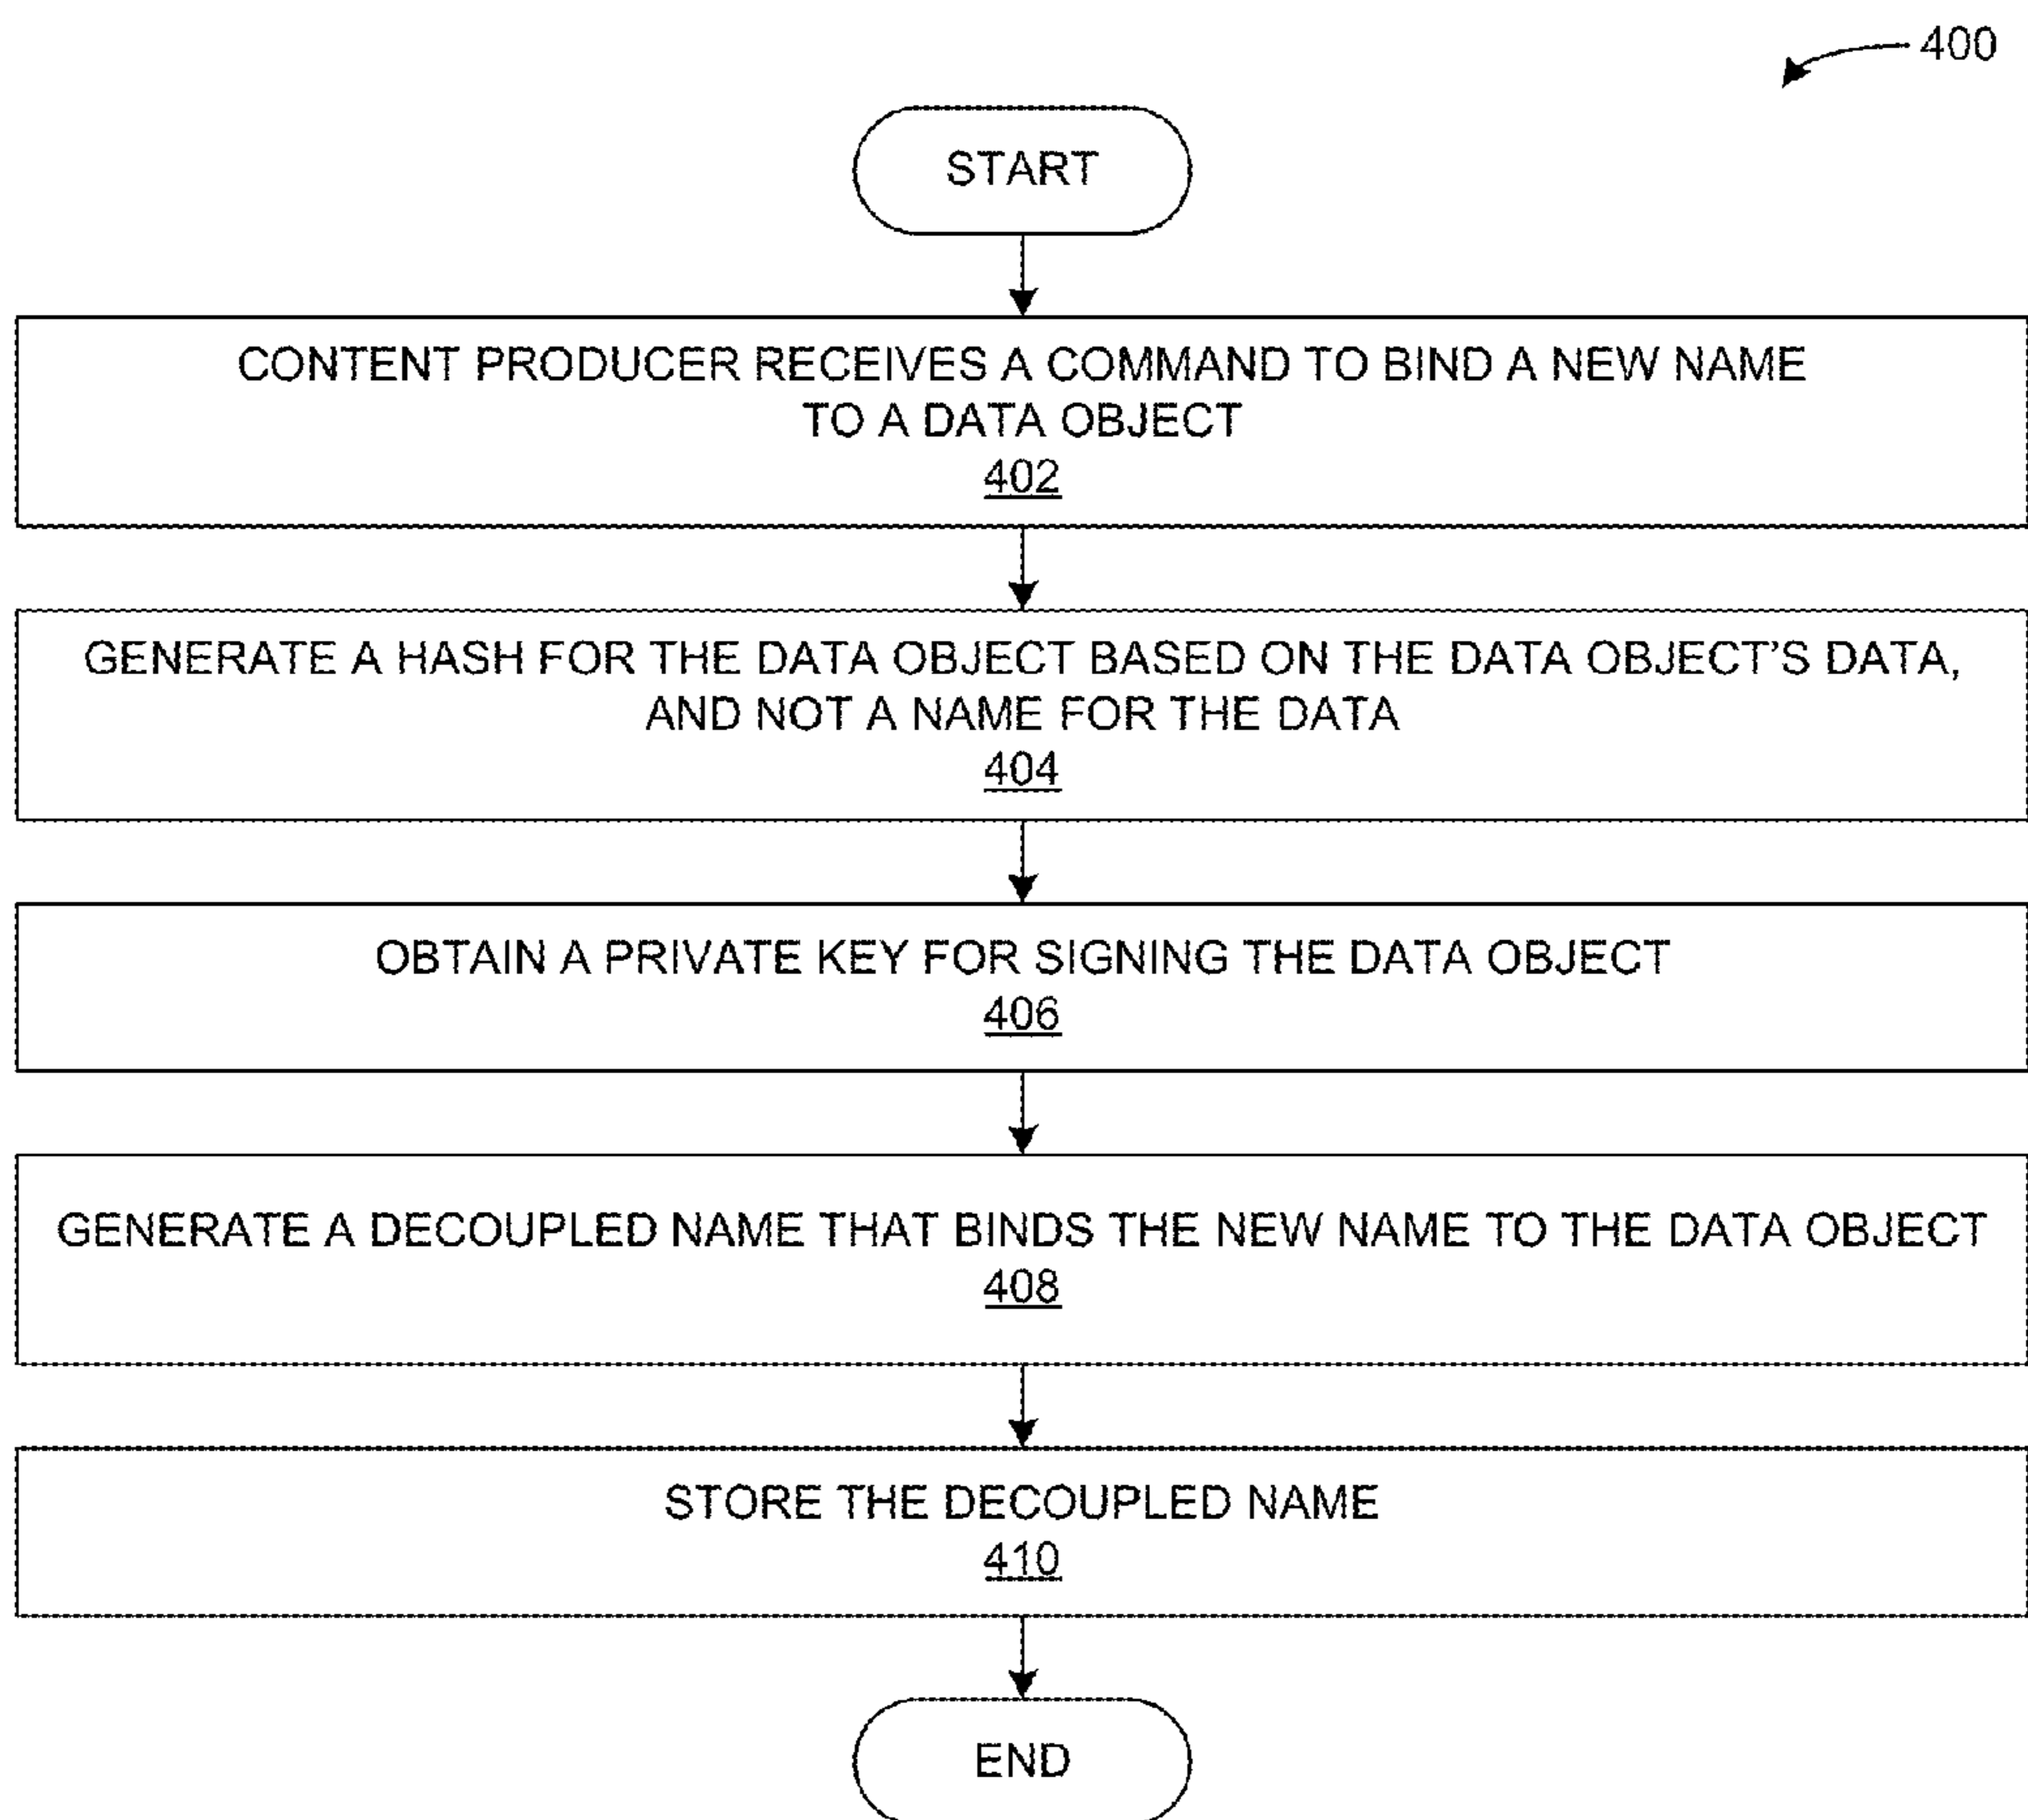 400
START
CONTENT PRODUCER RECEIVES A COMMAND TO BIND A NEW NAME
TO A DATA OBJECT
402
GENERATE A HASH FOR THE DATA OBJECT BASED ON THE DATA OBJECT'S DATA,
AND NOT A NAME FOR THE DATA
404
OBTAIN A PRIVATE KEY FOR SIGNING THE DATA OBJECT
406
GENERATE A DECOUPLED NAME THAT BINDS THE NEW NAME TO THE DATA OBJECT
408
STORE THE DECOUPLED NAME
410
END